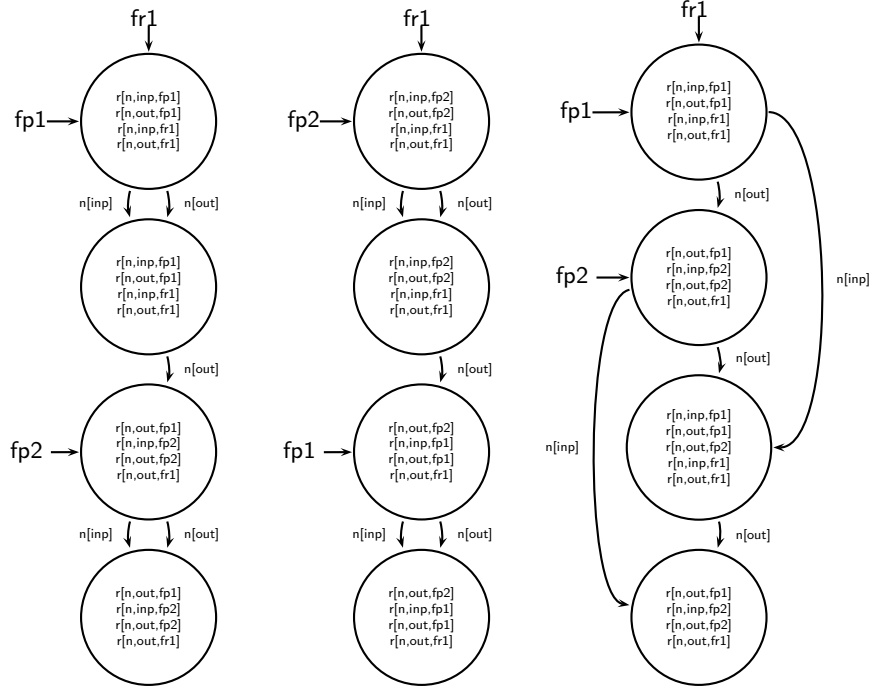 fr1
fp1
r[n,inp,fp1]
r[n,out,fp1]
r[n,inp,fr1]
r[n,out,fr1]
n[inp]
n[out]
r[n,inp,fp1]
r[n,out,fp1]
r[n,inp,fr1]
r[n,out,fr1]
n[out]
fp2
r[n,out,fp1]
r[n,inp,fp2]
r[n,out,fp2]
r[n,out,fr1]
n[inp]
n[out]
r[n,out,fp1]
r[n,inp,fp2]
r[n,out,fp2]
r[n,out,fr1]
fr1
fp2
r[n,inp,fp2]
r[n,out,fp2]
r[n,inp,fr1]
r[n,out,fr1]
n[inp]
n[out]
r[n,inp,fp2]
r[n,out,fp2]
r[n,inp,fr1]
r[n,out,fr1]
n[out]
fp1
r[n,out,fp2]
r[n,inp,fp1]
r[n,out,fp1]
r[n,out,fr1]
n[inp]
n[out]
r[n,out,fp2]
r[n,inp,fp1]
r[n,out,fp1]
r[n,out,fr1]
fr1
fp1
r[n,inp,fp1]
r[n,out,fp1]
r[n,inp,fr1]
r[n,out,fr1]
n[out]
fp2
r[n,out,fp1]
r[n,inp,fp2]
r[n,out,fp2]
r[n,out,fr1]
n[inp]
n[out]
n[inp]
r[n,inp,fp1]
r[n,out,fp1]
r[n,out,fp2]
r[n,inp,fr1]
r[n,out,fr1]
n[out]
r[n,out,fp1]
r[n,inp,fp2]
r[n,out,fp2]
r[n,out,fr1]